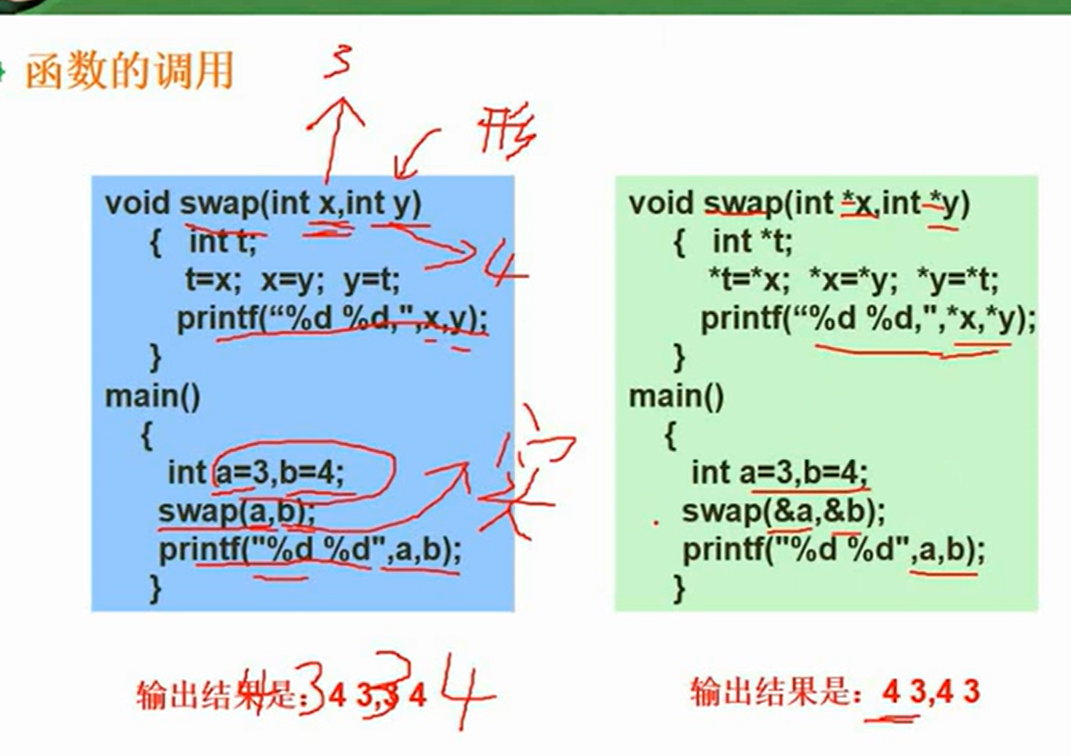 函数的调用
3
形
void swap(int x,int y)
{ int t;
t=x; x=y; y=t;
printf(“%d %d,",x,y);
}
main()
{
int a=3,b=4;
swap(a,b);
printf("%d %d",a,b);
}
4
实
输出结果是：4 3,3 4
4 3 3 4
void swap(int *x,int *y)
{ int *t;
*t=*x; *x=*y; *y=*t;
printf(“%d %d,",*x,*y);
}
main()
{
int a=3,b=4;
swap(&a,&b);
printf("%d %d",a,b);
}
输出结果是：4 3,4 3